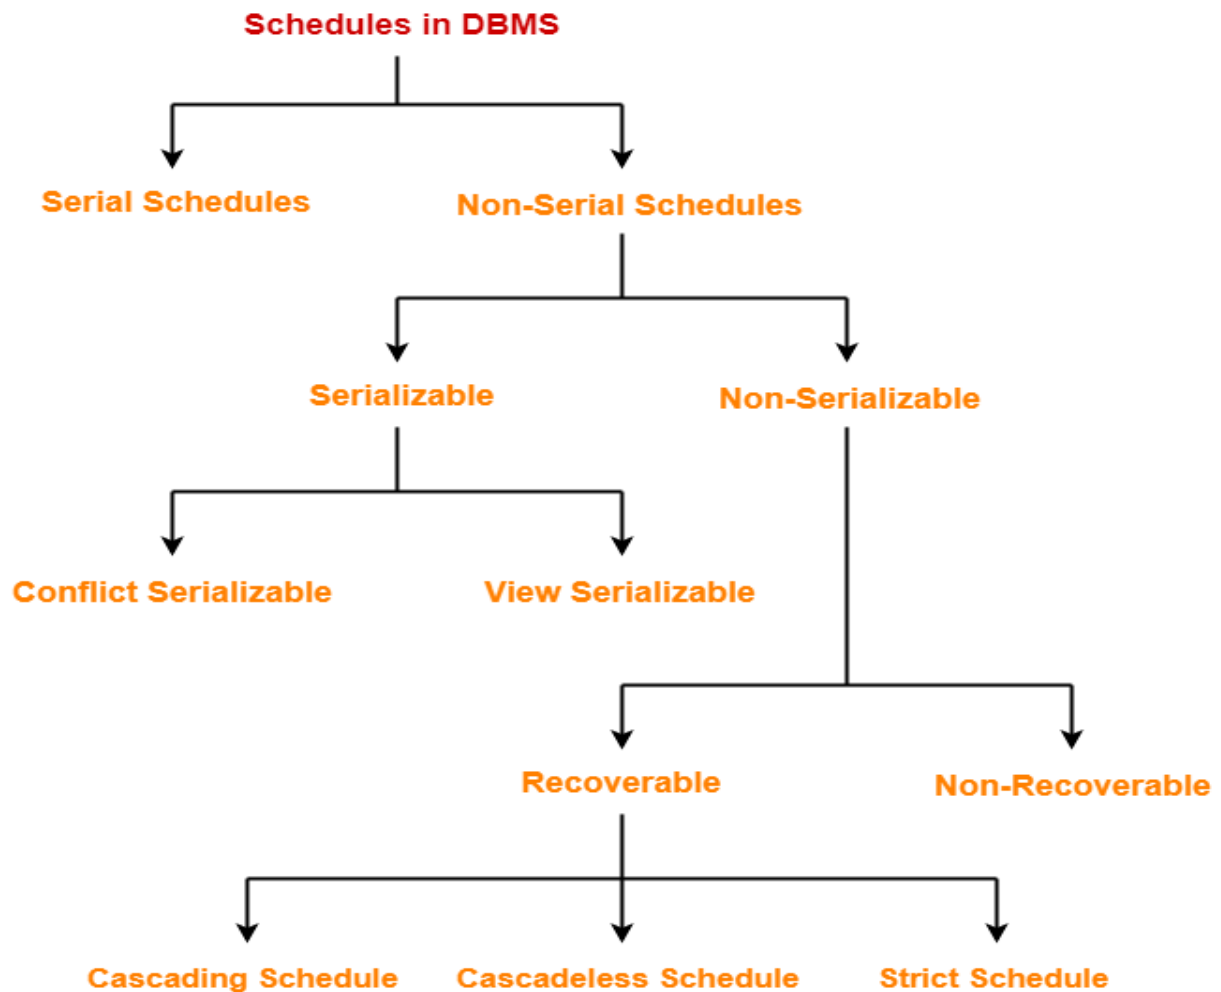 Schedules in DBMS
Serial Schedules
Non-Serial Schedules
Serializable
Non-Serializable
Conflict Serializable
View Serializable
Recoverable
Non-Recoverable
Cascading Schedule
Cascadeless Schedule
Strict Schedule